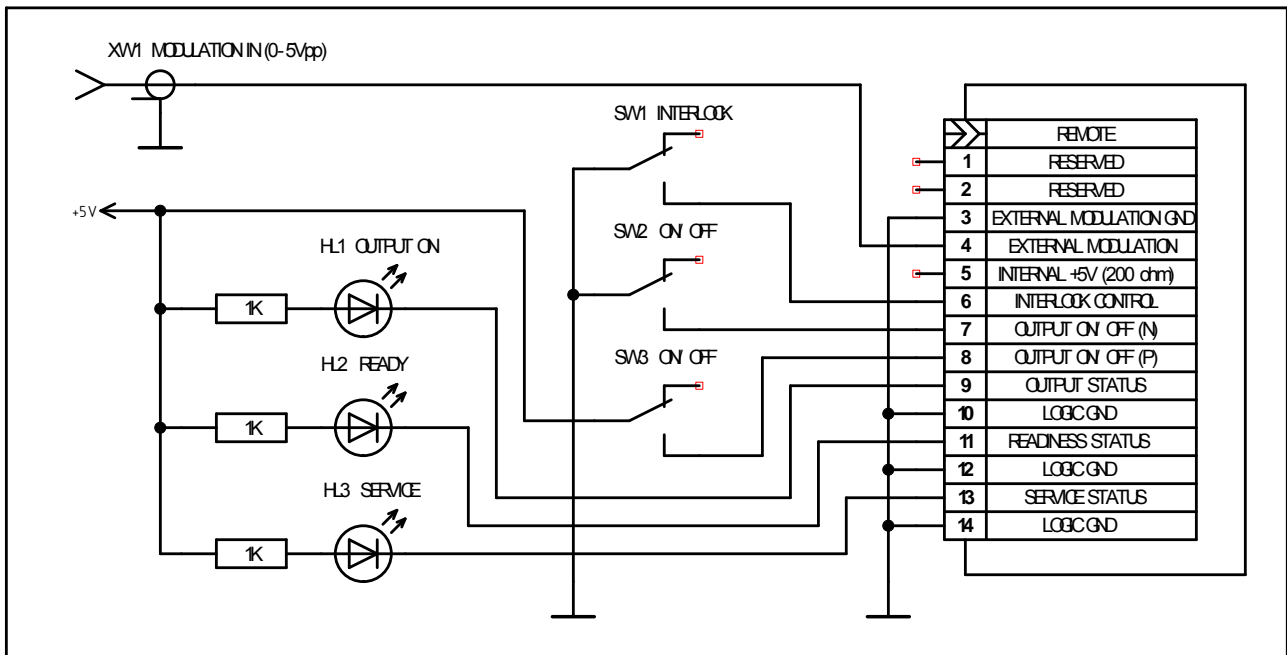 XW1 MODULATION IN (0-5Vpp)
SW1 INTERLOCK
REMOTE
1 RESERVED
2 RESERVED
3 EXTERNAL MODULATION GND
4 EXTERNAL MODULATION
5 INTERNAL +5V (200 ohm)
6 INTERLOCK CONTROL
7 OUTPUT ON/OFF (N)
8 OUTPUT ON/OFF (P)
9 OUTPUT STATUS
10 LOGIC GND
11 READINESS STATUS
12 LOGIC GND
13 SERVICE STATUS
14 LOGIC GND
+5V
SW2 ON/OFF
HL1 OUTPUT ON
1K
SW3 ON/OFF
HL2 READY
1K
HL3 SERVICE
1K